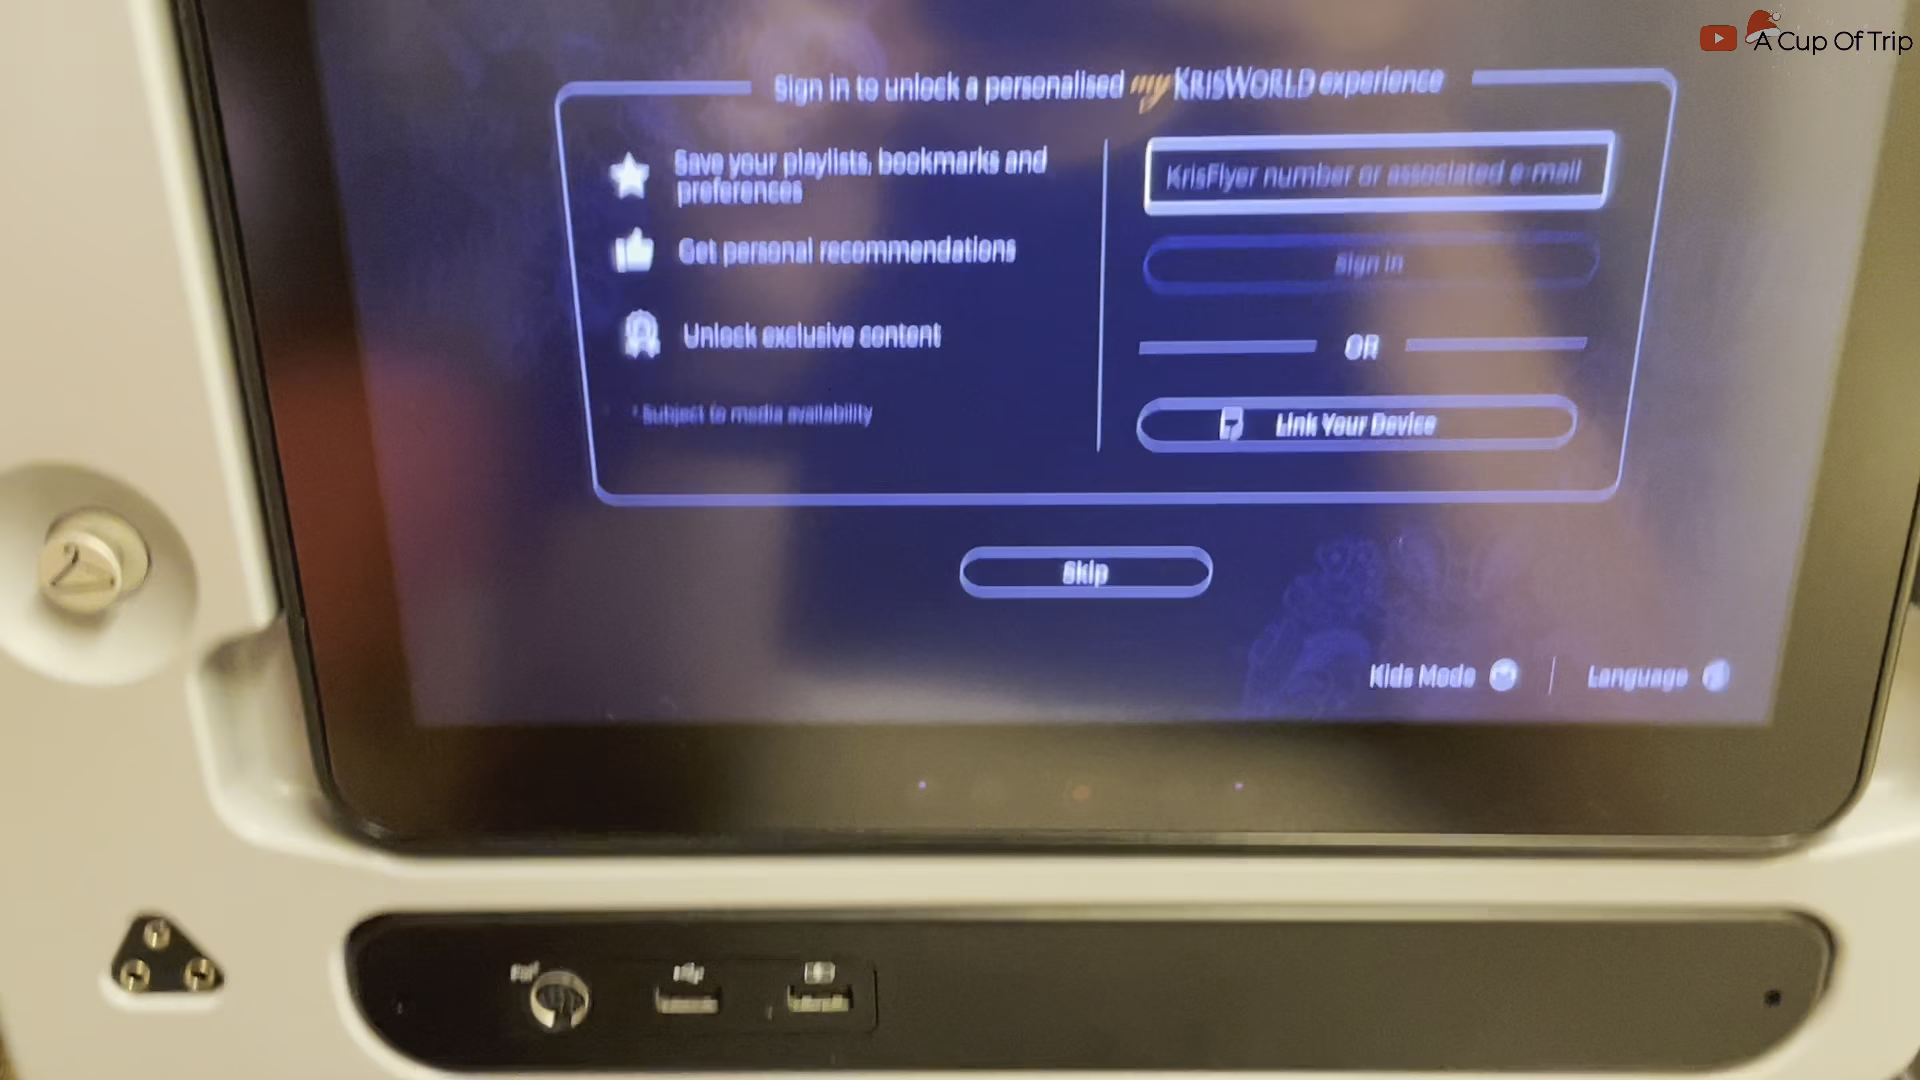 A Cup Of Trip
Sign in to unlock a personalised my KRISWORLD experience
Save your playlists, bookmarks and
preferences
Get personal recommendations
Unlock exclusive content
* Subject to media availability
KrisFlyer number or associated e-mail
Sign in
OR
Link Your Device
Skip
Kids Mode
Language